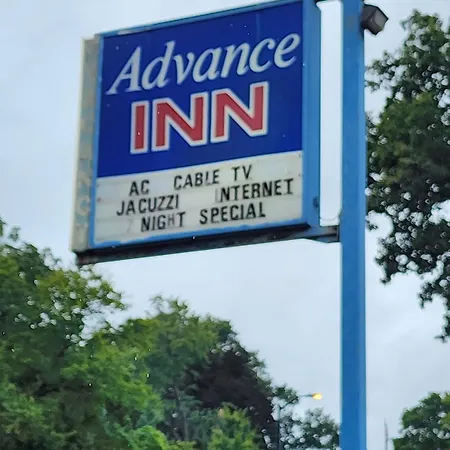 Advance
INN
AC CABLE TV
JACUZZI INTERNET
NIGHT SPECIAL